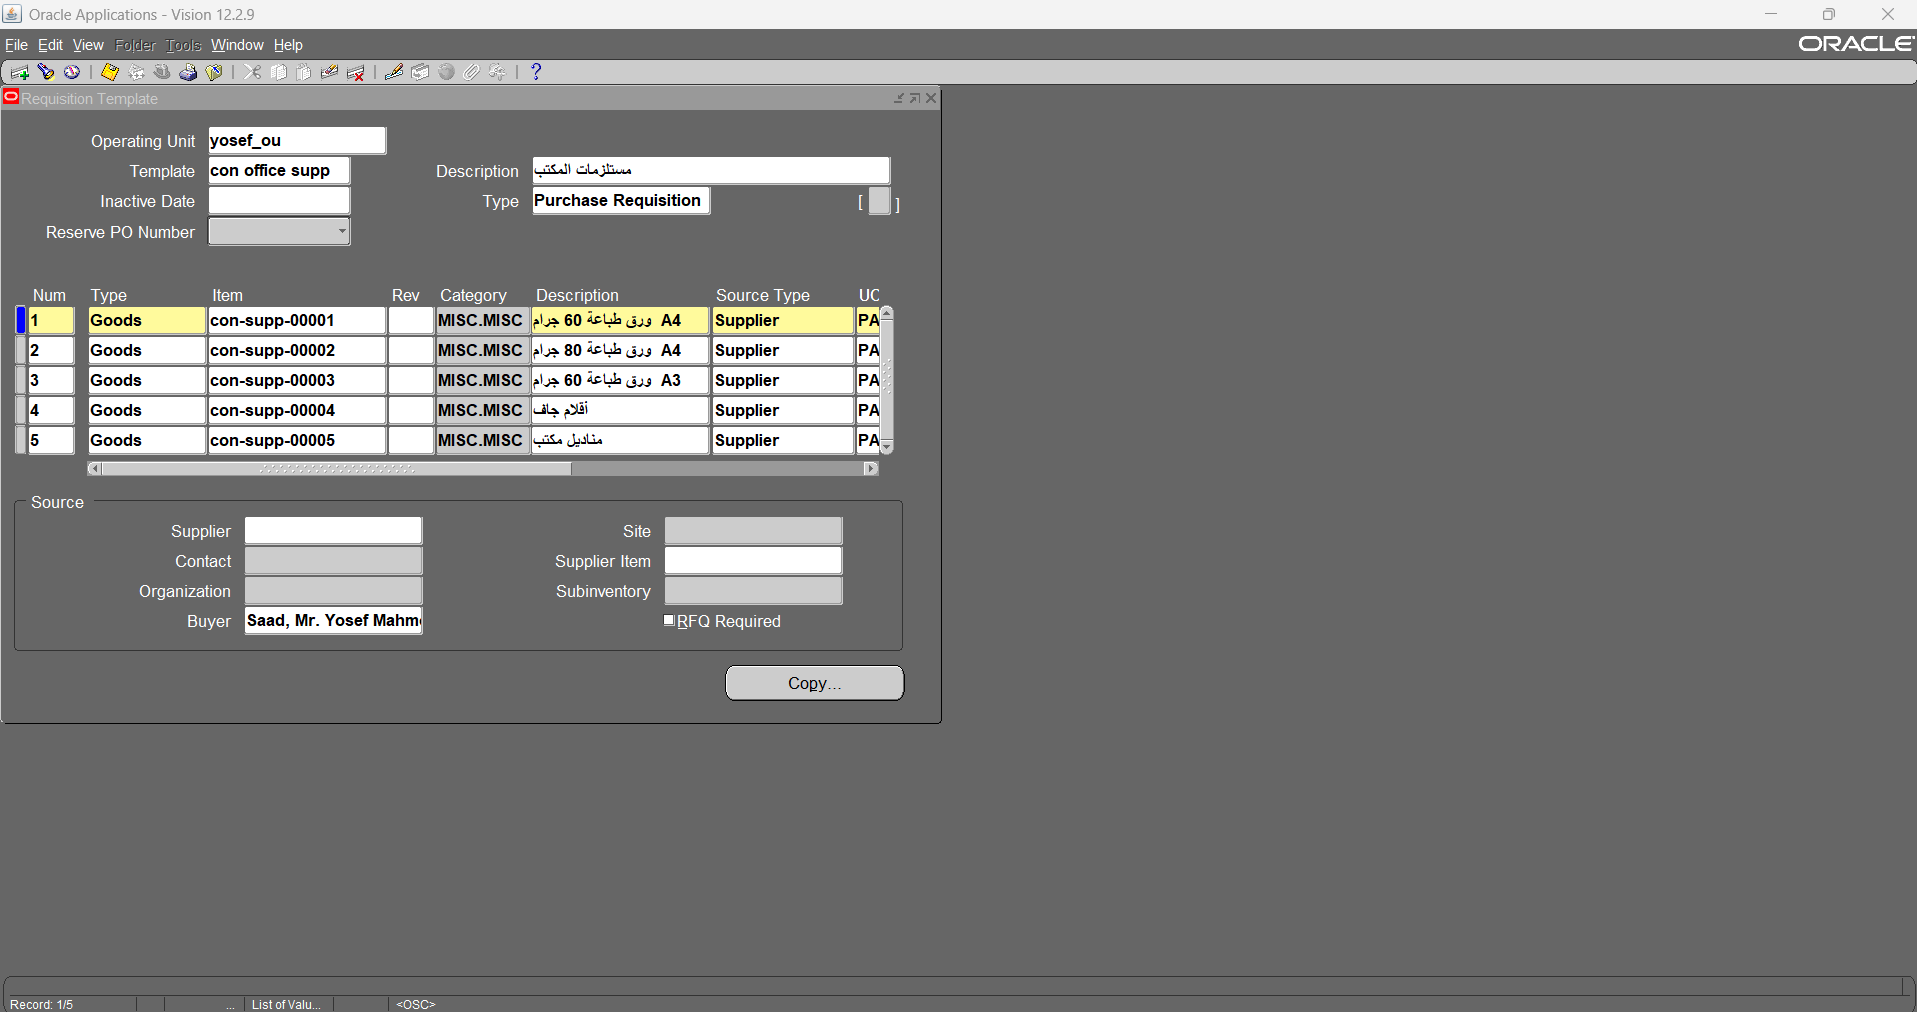 Oracle Applications - Vision 12.2.9
File Edit View Folder Tools Window Help
ORACLE
Requisition Template
Operating Unit yosef_ou
Template con office supp Description مستلزمات المكتب
Inactive Date Type Purchase Requisition [ ]
Reserve PO Number
Num Type Item Rev Category Description Source Type UC
1 Goods con-supp-00001 MISC.MISC ورق طباعة 60 جرام A4 Supplier PA
2 Goods con-supp-00002 MISC.MISC ورق طباعة 80 جرام A4 Supplier PA
3 Goods con-supp-00003 MISC.MISC ورق طباعة 60 جرام A3 Supplier PA
4 Goods con-supp-00004 MISC.MISC أقلام جاف Supplier PA
5 Goods con-supp-00005 MISC.MISC مناديل مكتب Supplier PA
Source
Supplier Site
Contact Supplier Item
Organization Subinventory
Buyer Saad, Mr. Yosef Mahm RFQ Required
Copy...
Record: 1/5 ... List of Valu... <OSC>